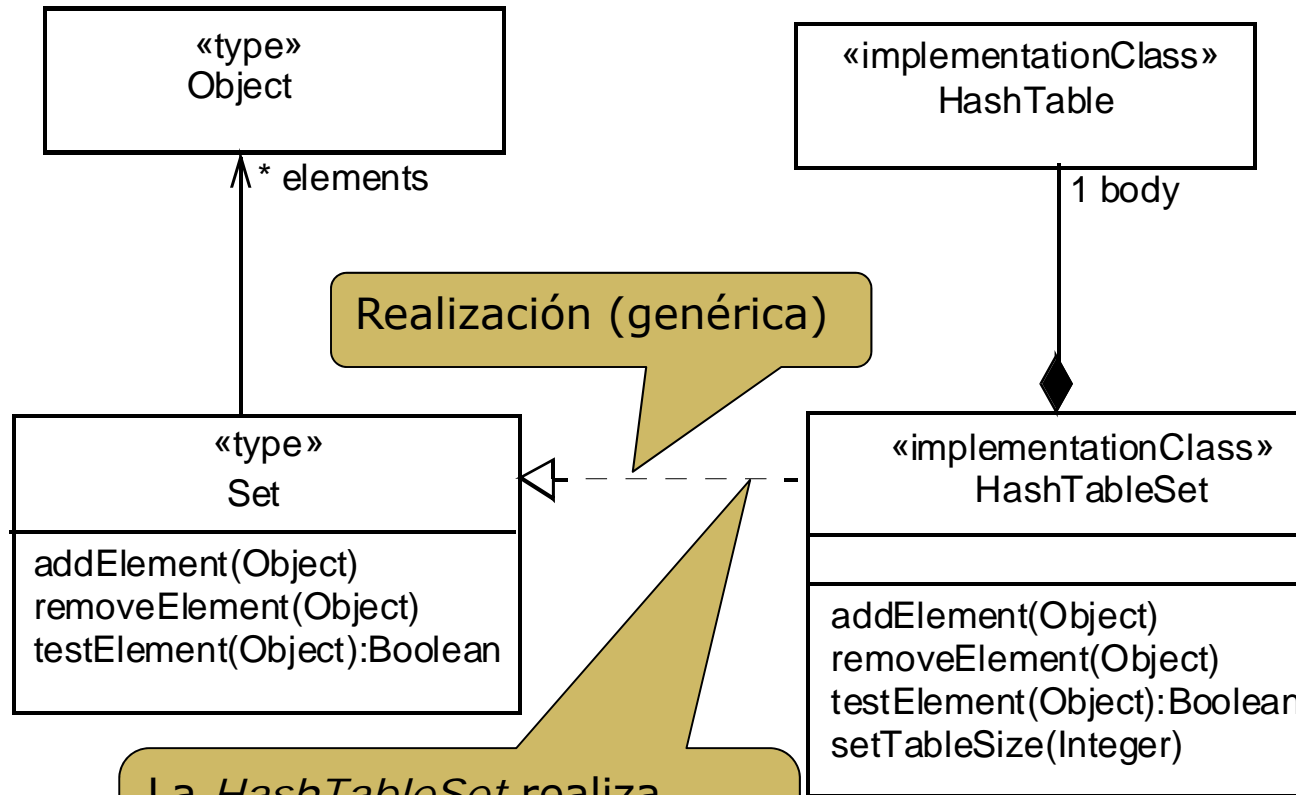 «type»
Object
«implementationClass»
HashTable
* elements
1 body
Realización (genérica)
«type»
Set
addElement(Object)
removeElement(Object)
testElement(Object):Boolean
«implementationClass»
HashTableSet
addElement(Object)
removeElement(Object)
testElement(Object):Boolean
setTableSize(Integer)
La HashTableSet realiza